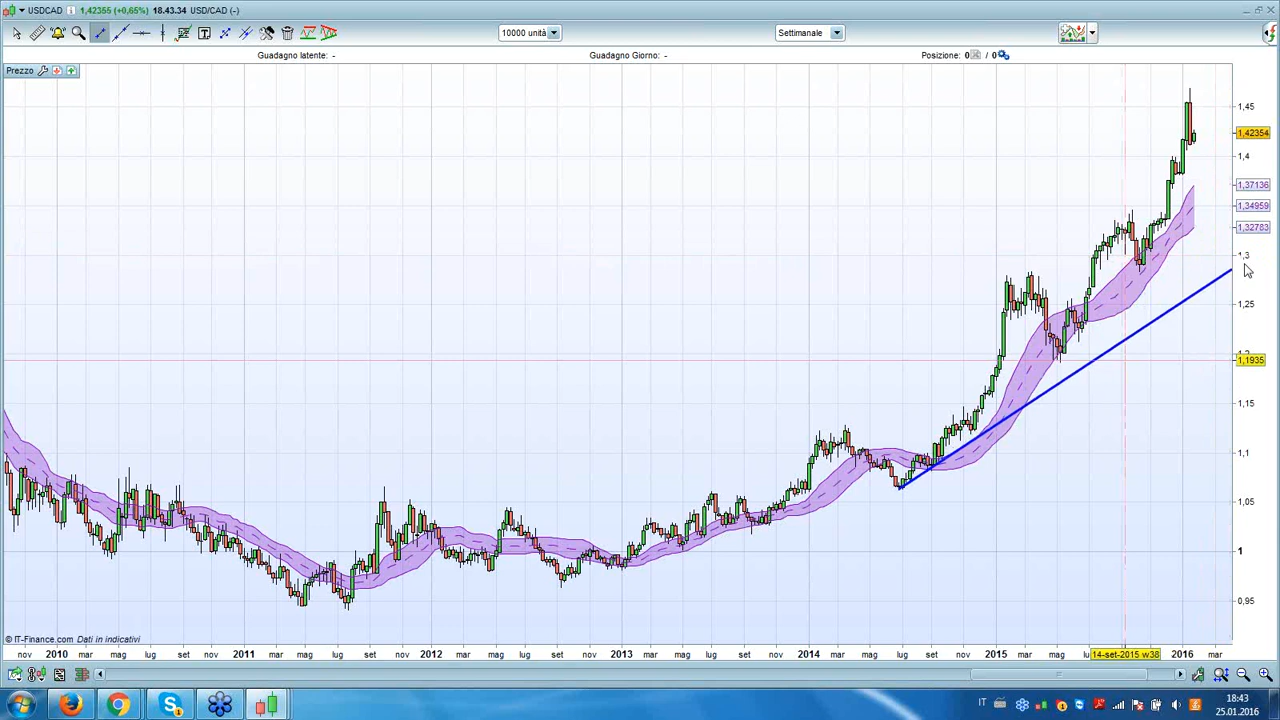 USDCAD 1,42355 (+0,65%) 18.43.34 USD/CAD (-)
10000 unità
Settimanale
Guadagno latente: -
Guadagno Giorno: -
Posizione: 0 / 0
Prezzo
1,45
1,42354
1,4
1,37136
1,34959
1,32783
1,3
1,25
1,2
1,1935
1,15
1,1
1,05
1
0,95
© IT-Finance.com Dati in indicativi
nov 2010 mar mag lug set nov 2011 mar mag lug set nov 2012 mar mag lug set nov 2013 mar mag lug set nov 2014 mar mag lug set nov 2015 mar mag lu 14-set-2015 w38 2016 mar
IT
18:43
25.01.2016